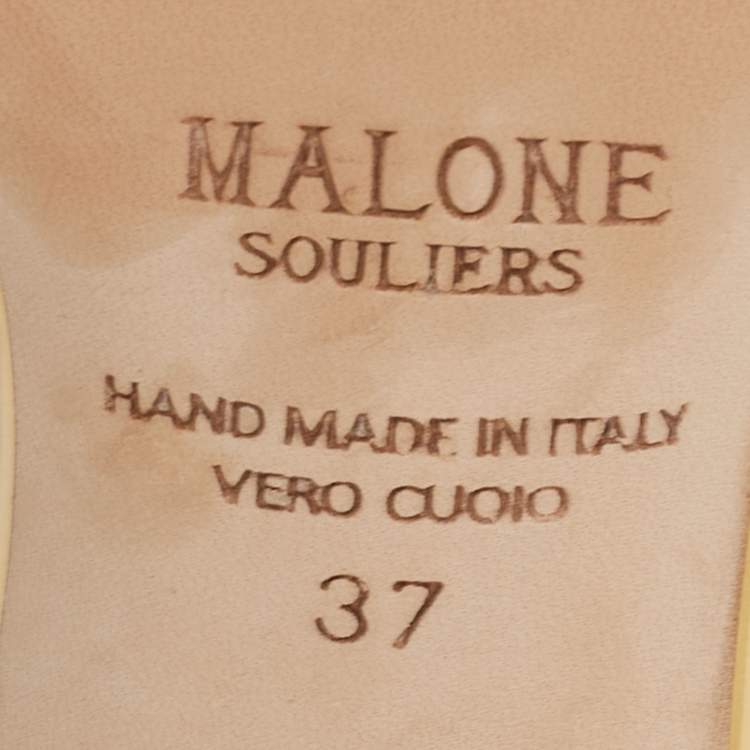 MALONE
SOULIERS
HAND MADE IN ITALY
VERO CUOIO
37